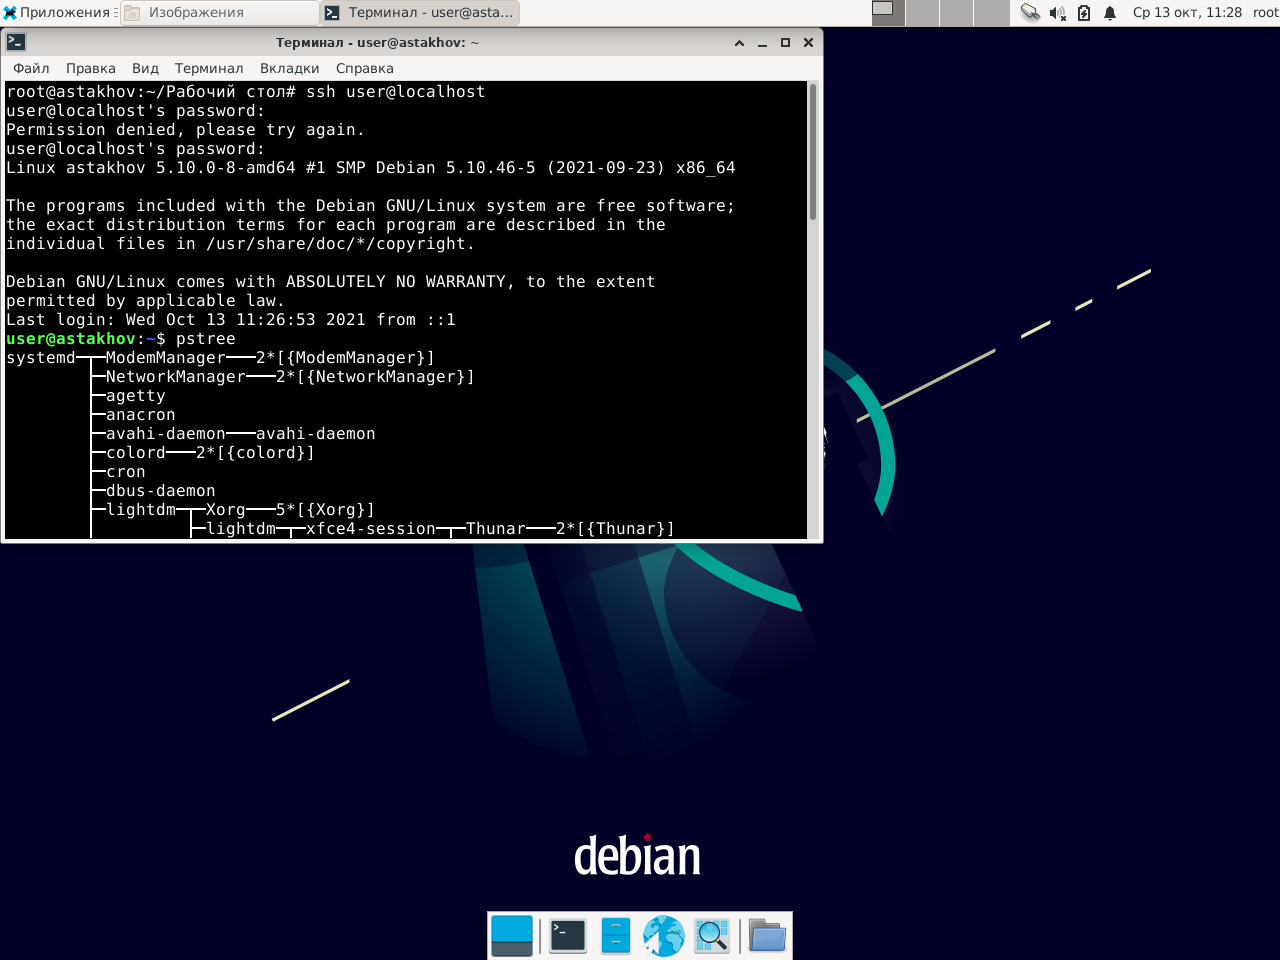 Приложения
Изображения
Терминал - user@asta...
Ср 13 окт, 11:28
root
Терминал - user@astakhov: ~
Файл Правка Вид Терминал Вкладки Справка
root@astakhov:~/Рабочий стол# ssh user@localhost
user@localhost's password:
Permission denied, please try again.
user@localhost's password:
Linux astakhov 5.10.0-8-amd64 #1 SMP Debian 5.10.46-5 (2021-09-23) x86_64
The programs included with the Debian GNU/Linux system are free software;
the exact distribution terms for each program are described in the
individual files in /usr/share/doc/*/copyright.
Debian GNU/Linux comes with ABSOLUTELY NO WARRANTY, to the extent
permitted by applicable law.
Last login: Wed Oct 13 11:26:53 2021 from ::1
user@astakhov:~$ pstree
systemd─┬─ModemManager───2*[{ModemManager}]
├─NetworkManager───2*[{NetworkManager}]
├─agetty
├─anacron
├─avahi-daemon───avahi-daemon
├─colord───2*[{colord}]
├─cron
├─dbus-daemon
├─lightdm─┬─Xorg───5*[{Xorg}]
│ ├─lightdm─┬─xfce4-session─┬─Thunar───2*[{Thunar}]
debian